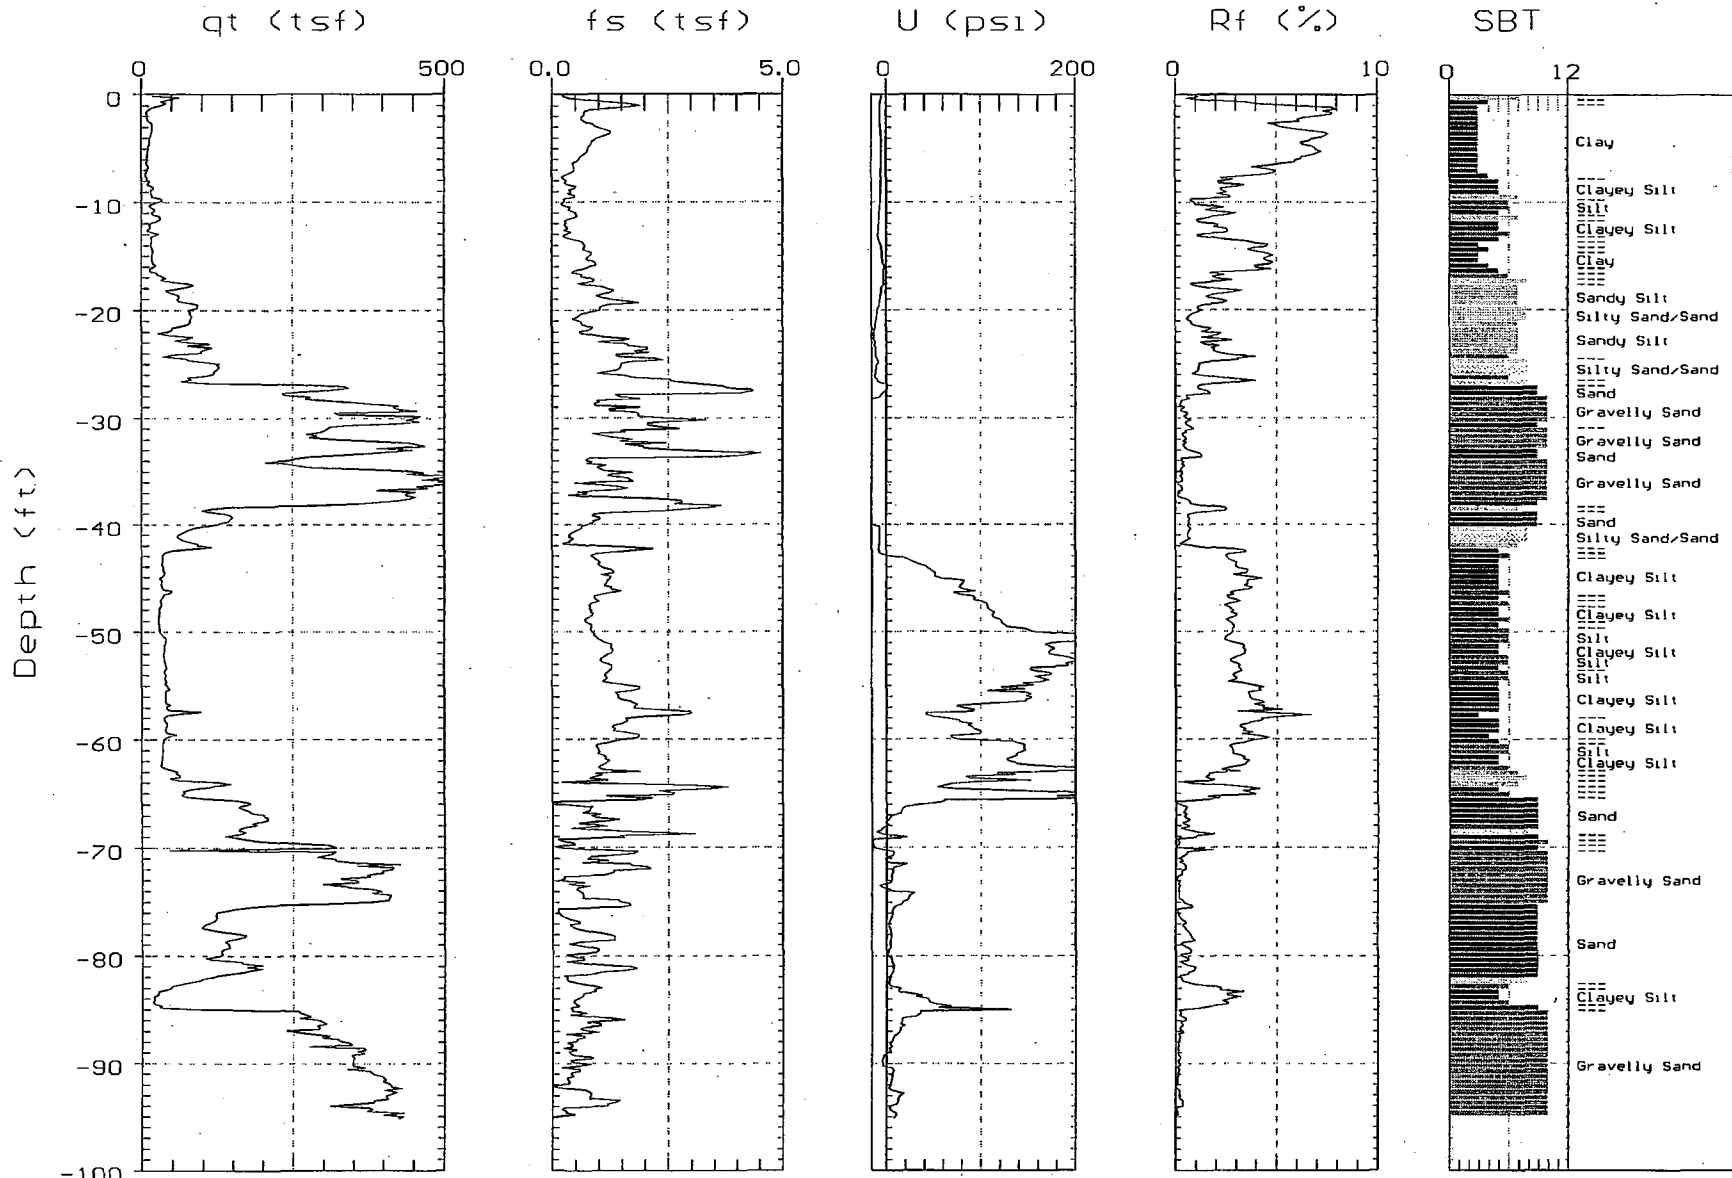 qt (tsf) fs (tsf) U (psi) Rf (%) SBT
0 500 0.0 5.0 0 200 0 10 0 12
0
-10
-20
-30
-40
-50
-60
-70
-80
-90
-100
Depth (ft)
---
---
Clay
---
Clayey Silt
---
Silt
---
---
Clayey Silt
---
---
---
Clay
---
---
---
Sandy Silt
Silty Sand/Sand
Sandy Silt
---
Silty Sand/Sand
---
---
Sand
Gravelly Sand
---
Gravelly Sand
Sand
Gravelly Sand
---
---
Sand
Silty Sand/Sand
---
---
Clayey Silt
---
---
Clayey Silt
---
---
Silt
Clayey Silt
Silt
---
Silt
Clayey Silt
---
Clayey Silt
---
Silt
Clayey Silt
---
---
---
---
---
Sand
---
---
---
---
Gravelly Sand
Sand
---
---
Clayey Silt
---
---
Gravelly Sand